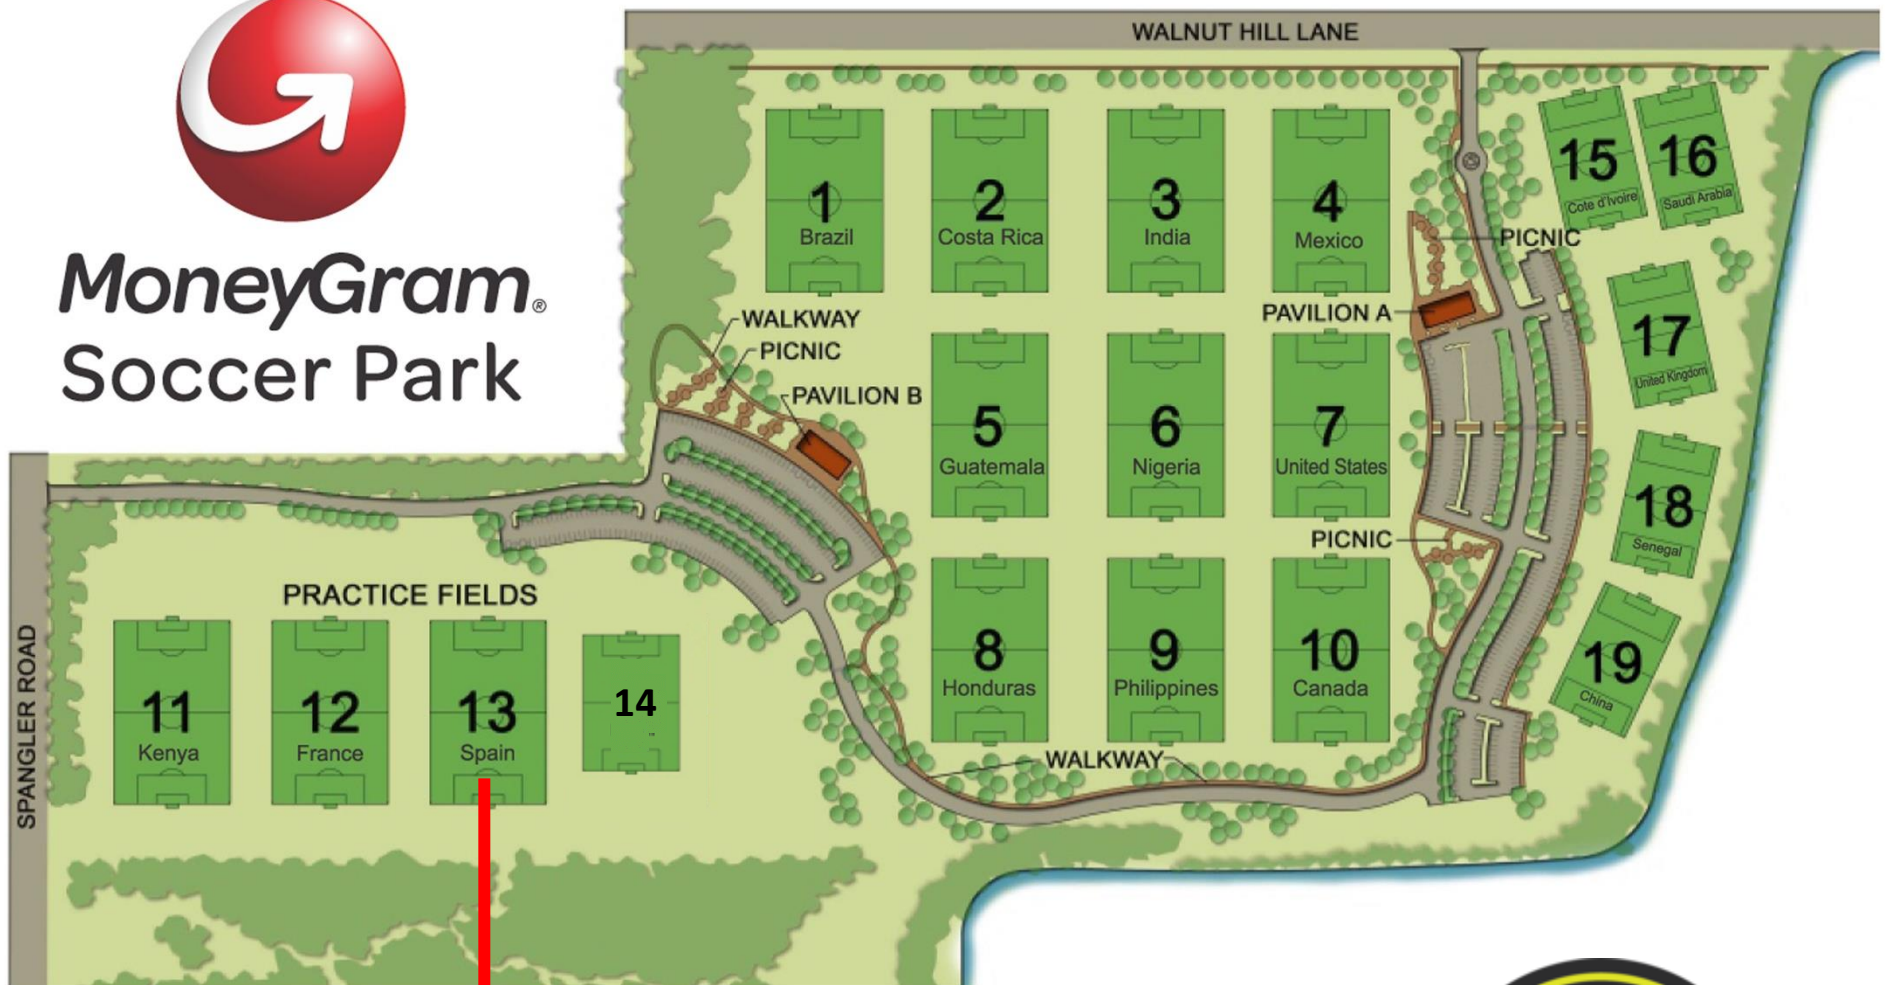 WALNUT HILL LANE
MoneyGram®
Soccer Park
1
Brazil
2
Costa Rica
3
India
4
Mexico
15
Cote d'Ivoire
16
Saudi Arabia
PICNIC
PAVILION A
WALKWAY
PICNIC
PAVILION B
5
Guatemala
6
Nigeria
7
United States
17
United Kingdom
18
Senegal
PICNIC
PRACTICE FIELDS
SPANGLER ROAD
11
Kenya
12
France
13
Spain
14
™
8
Honduras
9
Philippines
10
Canada
19
China
WALKWAY